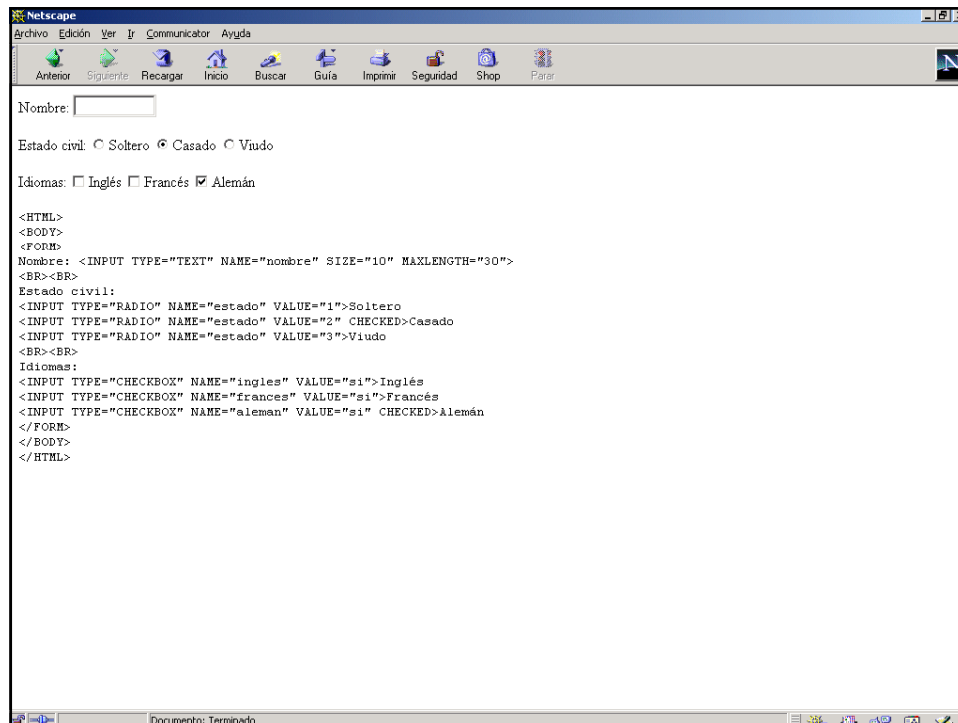 Netscape
Archivo Edición Ver Ir Communicator Ayuda
Anterior Siguiente Recargar Inicio Buscar Guía Imprimir Seguridad Shop Parar
N
Nombre:
Estado civil: Soltero Casado Viudo
Idiomas: Inglés Francés Alemán
<HTML>
<BODY>
<FORM>
Nombre: <INPUT TYPE="TEXT" NAME="nombre" SIZE="10" MAXLENGTH="30">
<BR><BR>
Estado civil:
<INPUT TYPE="RADIO" NAME="estado" VALUE="1">Soltero
<INPUT TYPE="RADIO" NAME="estado" VALUE="2" CHECKED>Casado
<INPUT TYPE="RADIO" NAME="estado" VALUE="3">Viudo
<BR><BR>
Idiomas:
<INPUT TYPE="CHECKBOX" NAME="ingles" VALUE="si">Inglés
<INPUT TYPE="CHECKBOX" NAME="frances" VALUE="si">Francés
<INPUT TYPE="CHECKBOX" NAME="aleman" VALUE="si" CHECKED>Alemán
</FORM>
</BODY>
</HTML>
Documento: Terminado